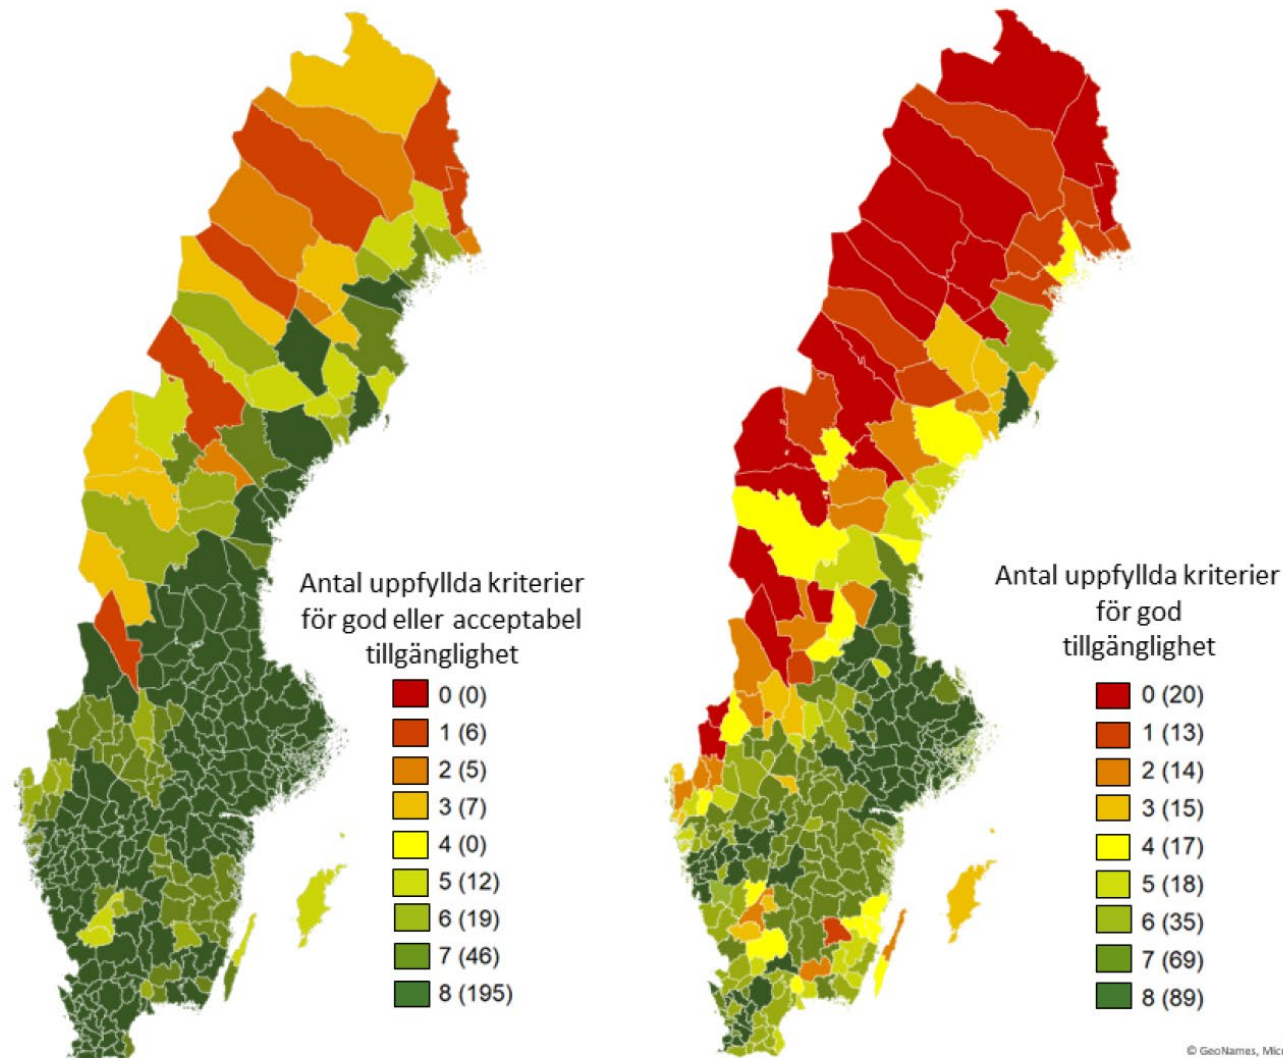 Antal uppfyllda kriterier
för god eller acceptabel
tillgänglighet
0 (0)
1 (6)
2 (5)
3 (7)
4 (0)
5 (12)
6 (19)
7 (46)
8 (195)
Antal uppfyllda kriterier
för god
tillgänglighet
0 (20)
1 (13)
2 (14)
3 (15)
4 (17)
5 (18)
6 (35)
7 (69)
8 (89)
© GeoNames, Micr